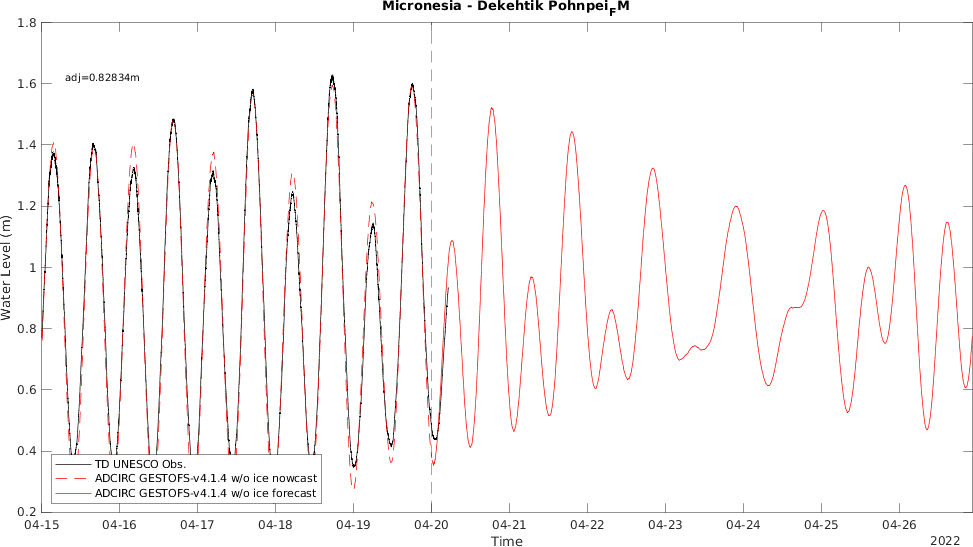 Micronesia - Dekehtik PohnpeiFM
1.8
1.6
1.4
1.2
1
0.8
0.6
0.4
0.2
Water Level (m)
adj=0.82834m
TD UNESCO Obs.
ADCIRC GESTOFS-v4.1.4 w/o ice nowcast
ADCIRC GESTOFS-v4.1.4 w/o ice forecast
04-15 04-16 04-17 04-18 04-19 04-20 04-21 04-22 04-23 04-24 04-25 04-26
Time
2022